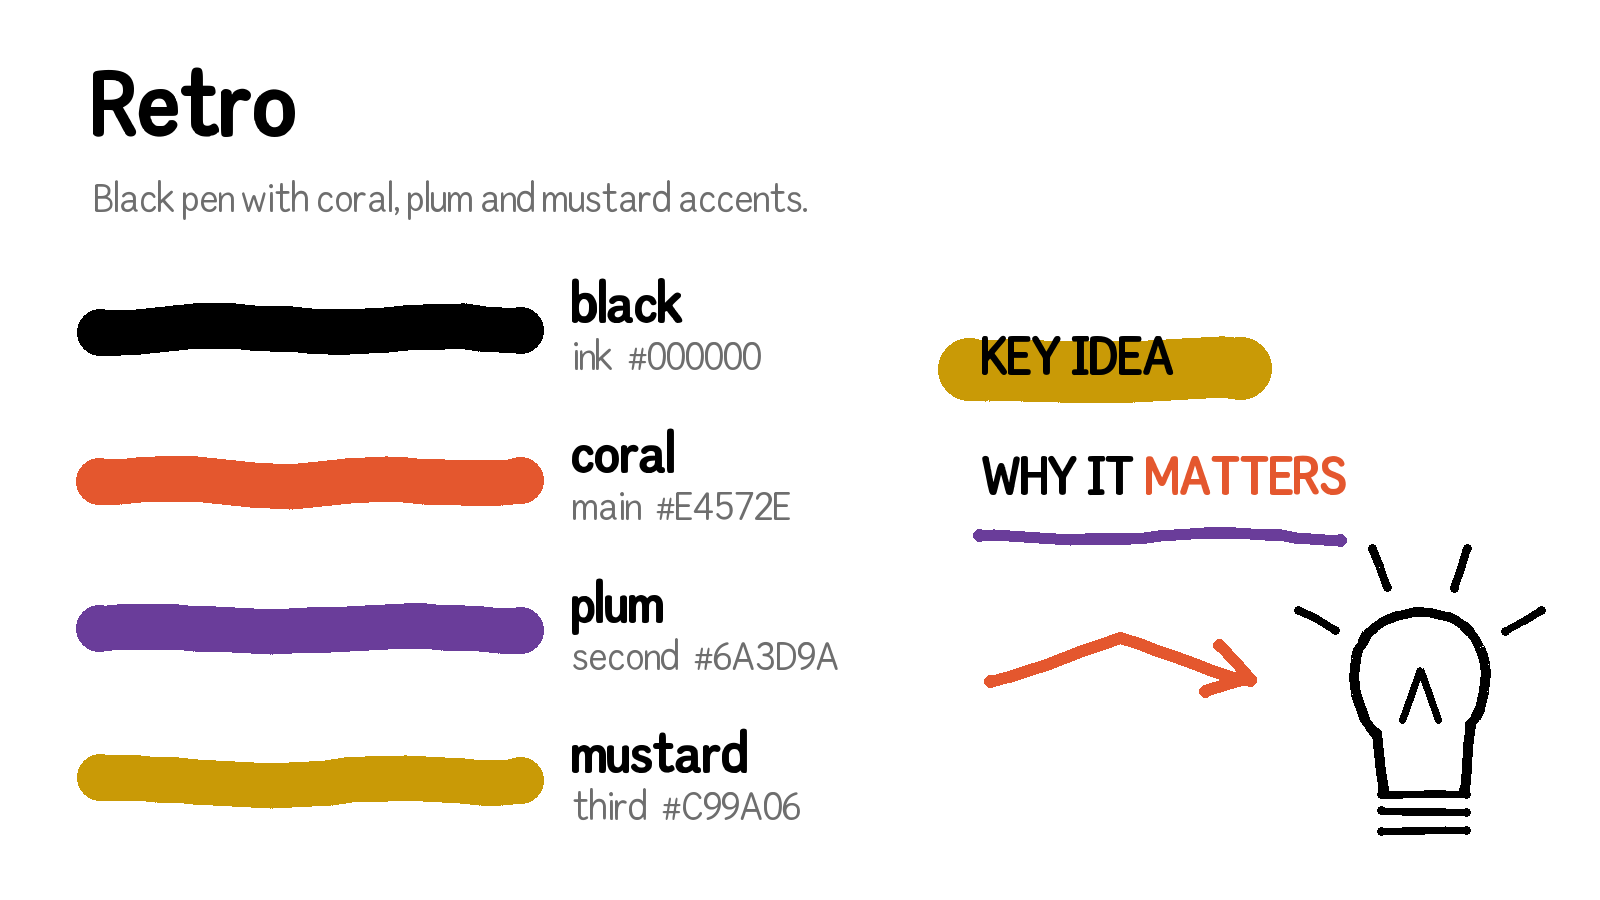 Retro
Black pen with coral, plum and mustard accents.
black
ink #000000
coral
main #E4572E
plum
second #6A3D9A
mustard
third #C99A06
KEY IDEA
WHY IT MATTERS